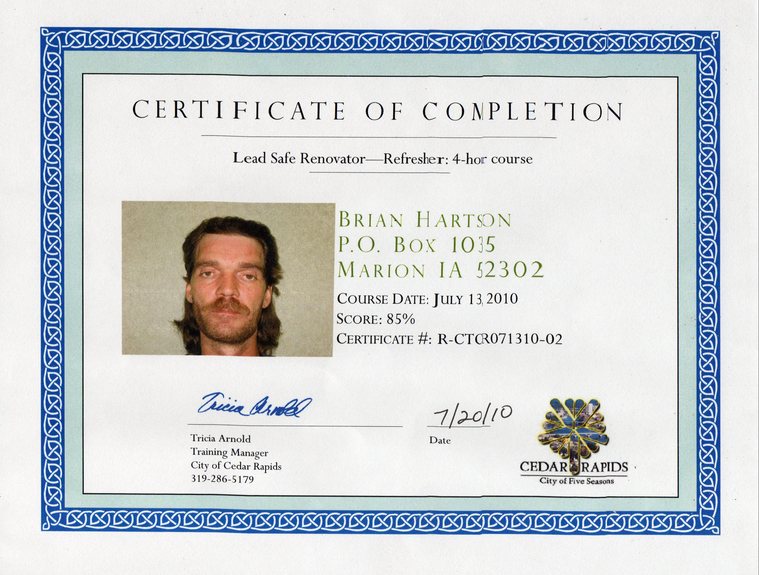 CERTIFICATE OF COMPLETION
Lead Safe Renovator—Refresher: 4-hor course
BRIAN HARTSON
P.O. BOX 1035
MARION IA 52302
COURSE DATE: JULY 13, 2010
SCORE: 85%
CERTIFICATE #: R-CTCR071310-02
Tricia Arnold
7/20/10
Tricia Arnold
Training Manager
City of Cedar Rapids
319-286-5179
Date
CEDAR RAPIDS
City of Five Seasons